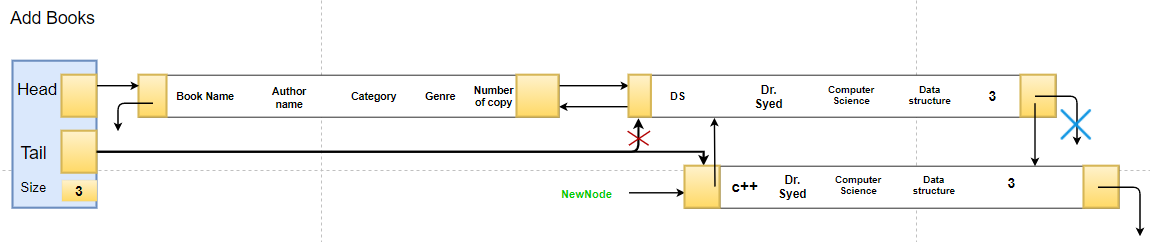 Add Books
Head
Book Name
Author
name
Category
Genre
Number
of copy
DS
Dr.
Syed
Computer
Science
Data
structure
3
Tail
Size
3
NewNode
c++
Dr.
Syed
Computer
Science
Data
structure
3